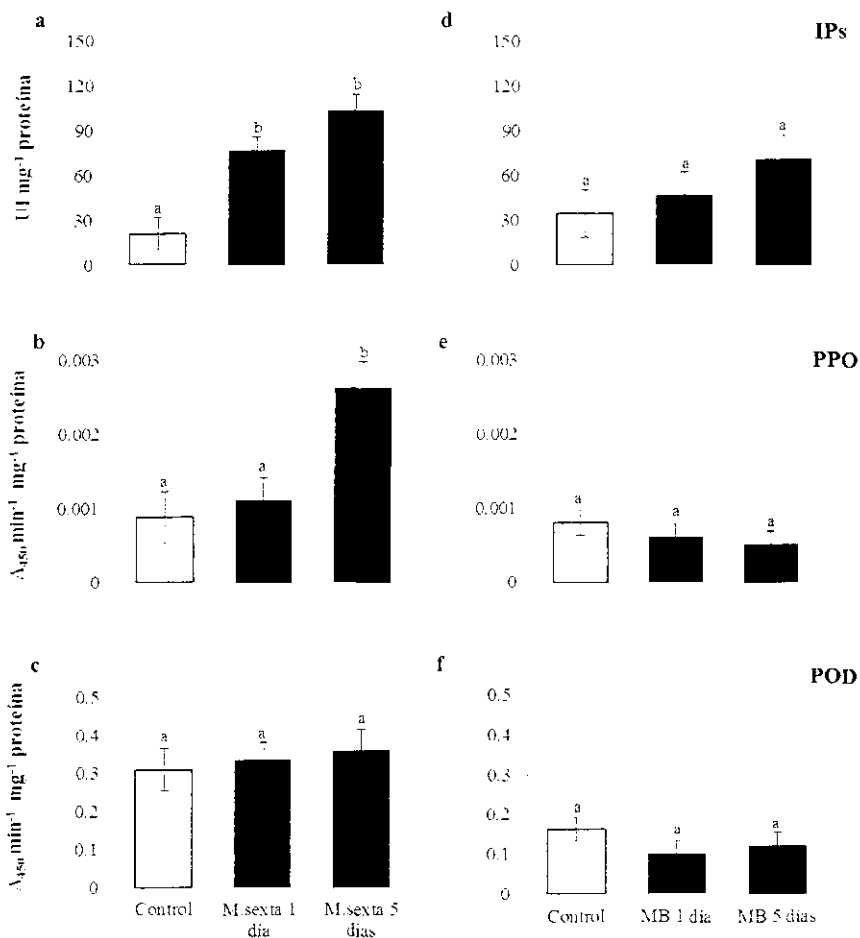 a
150
120
90
60
30
0
UI mg⁻¹ proteína
a
b
b
d
IPs
150
120
90
60
30
0
a
a
a
b
0.003
0.002
0.001
0
A₄₅₀ min⁻¹ mg⁻¹ proteína
a
a
b
e
PPO
0.003
0.002
0.001
0
a
a
a
c
0.5
0.4
0.3
0.2
0.1
0
A₄₅₀ min⁻¹ mg⁻¹ proteína
a
a
a
Control
M.sexta 1
dia
M.sexta 5
dias
f
POD
0.5
0.4
0.3
0.2
0.1
0
a
a
a
Control
MB 1 dia
MB 5 dias